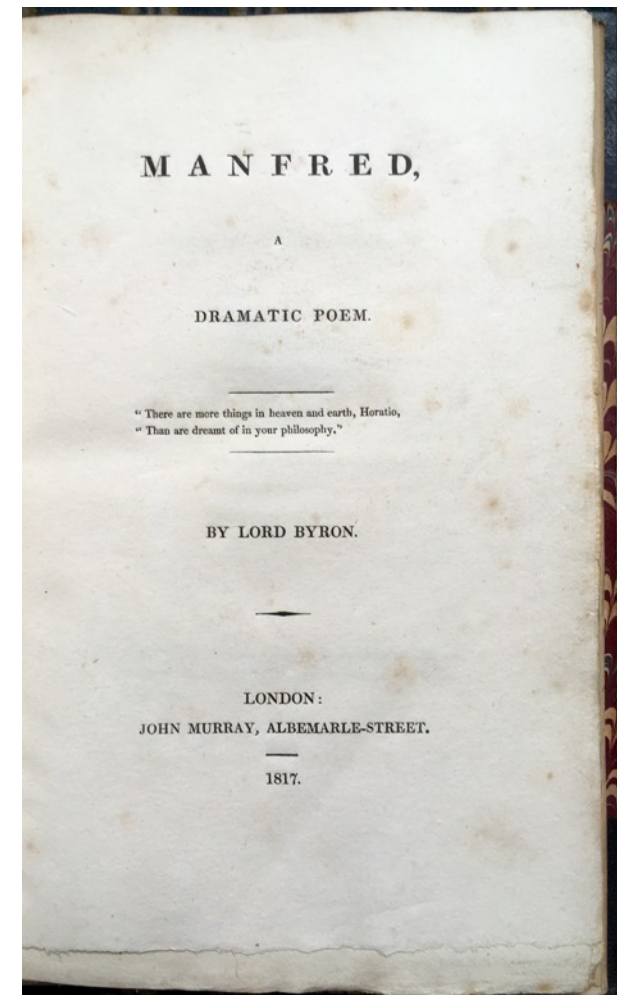 MANFRED,
A
DRAMATIC POEM.
“ There are more things in heaven and earth, Horatio,
“ Than are dreamt of in your philosophy.”
BY LORD BYRON.
LONDON:
JOHN MURRAY, ALBEMARLE-STREET.
1817.